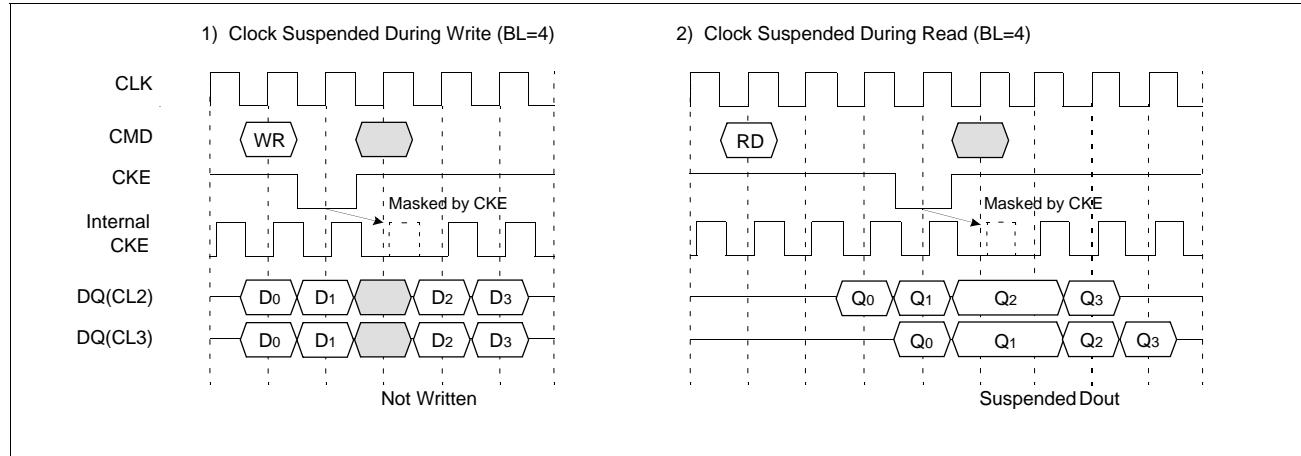 1) Clock Suspended During Write (BL=4)
2) Clock Suspended During Read (BL=4)
CLK
CMD
WR
RD
CKE
Masked by CKE
Masked by CKE
Internal
CKE
DQ(CL2)
D0 D1 D2 D3
Q0 Q1 Q2 Q3
DQ(CL3)
D0 D1 D2 D3
Q0 Q1 Q2 Q3
Not Written
Suspended Dout